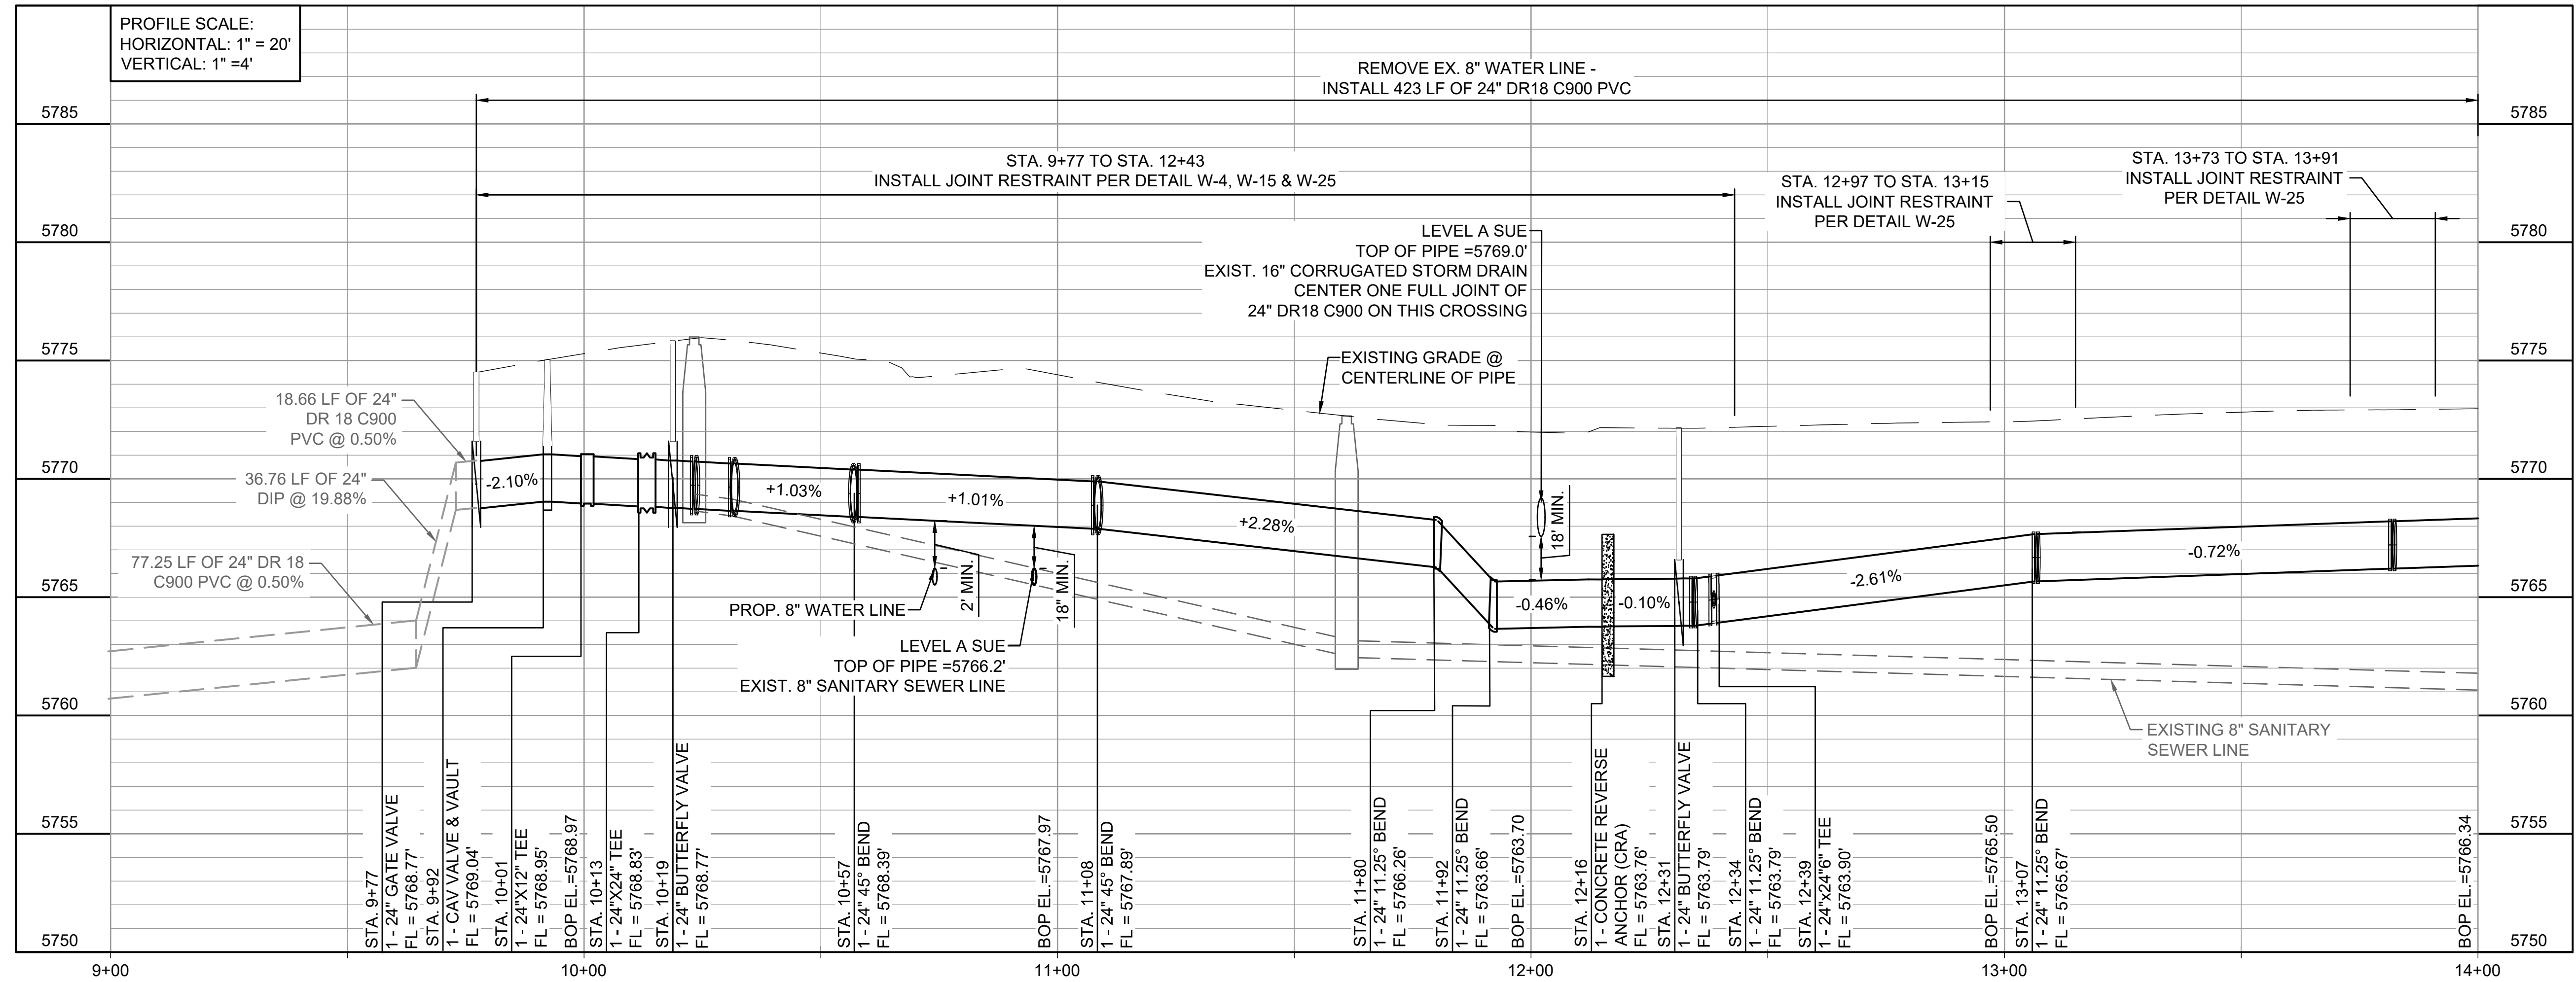 PROFILE SCALE:
HORIZONTAL: 1" = 20'
VERTICAL: 1" =4'
REMOVE EX. 8" WATER LINE -
INSTALL 423 LF OF 24" DR18 C900 PVC
5785
5785
STA. 9+77 TO STA. 12+43
INSTALL JOINT RESTRAINT PER DETAIL W-4, W-15 & W-25
STA. 12+97 TO STA. 13+15
INSTALL JOINT RESTRAINT
PER DETAIL W-25
STA. 13+73 TO STA. 13+91
INSTALL JOINT RESTRAINT
PER DETAIL W-25
5780
5780
LEVEL A SUE
TOP OF PIPE =5769.0'
EXIST. 16" CORRUGATED STORM DRAIN
CENTER ONE FULL JOINT OF
24" DR18 C900 ON THIS CROSSING
5775
5775
EXISTING GRADE @
CENTERLINE OF PIPE
18.66 LF OF 24"
DR 18 C900
PVC @ 0.50%
36.76 LF OF 24"
DIP @ 19.88%
77.25 LF OF 24" DR 18
C900 PVC @ 0.50%
5770
5770
-2.10%
+1.03%
+1.01%
+2.28%
18' MIN.
-0.46%
-0.10%
-2.61%
-0.72%
5765
5765
PROP. 8" WATER LINE
2' MIN.
18" MIN.
LEVEL A SUE
TOP OF PIPE =5766.2'
EXIST. 8" SANITARY SEWER LINE
5760
5760
EXISTING 8" SANITARY
SEWER LINE
5755
5755
5750
5750
STA. 9+77
1 - 24" GATE VALVE
FL = 5768.77'
STA. 9+92
1 - CAV VALVE & VAULT
FL = 5769.04'
STA. 10+01
1 - 24"X12" TEE
FL = 5768.95'
BOP EL.=5768.97
STA. 10+13
1 - 24"X24" TEE
FL = 5768.83'
STA. 10+19
1 - 24" BUTTERFLY VALVE
FL = 5768.77'
STA. 10+57
1 - 24" 45° BEND
FL = 5768.39'
BOP EL.=5767.97
STA. 11+08
1 - 24" 45° BEND
FL = 5767.89'
STA. 11+80
1 - 24" 11.25° BEND
FL = 5766.26'
STA. 11+92
1 - 24" 11.25° BEND
FL = 5763.66'
BOP EL.=5763.70
STA. 12+16
1 - CONCRETE REVERSE
ANCHOR (CRA)
FL = 5763.76'
STA. 12+31
1 - 24" BUTTERFLY VALVE
FL = 5763.79'
STA. 12+34
1 - 24" 11.25° BEND
FL = 5763.79'
STA. 12+39
1 - 24"x24"6" TEE
FL = 5763.90'
BOP EL.=5765.50
STA. 13+07
1 - 24" 11.25° BEND
FL = 5765.67'
BOP EL.=5766.34
9+00
10+00
11+00
12+00
13+00
14+00